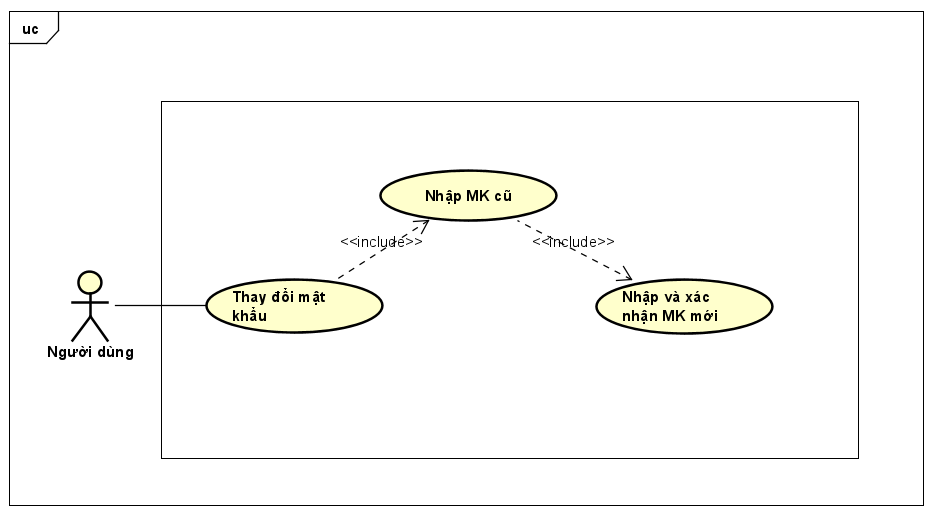 uc
Nhập MK cũ
<<include>>
<<include>>
Thay đổi mật
khẩu
Nhập và xác
nhận MK mới
Người dùng